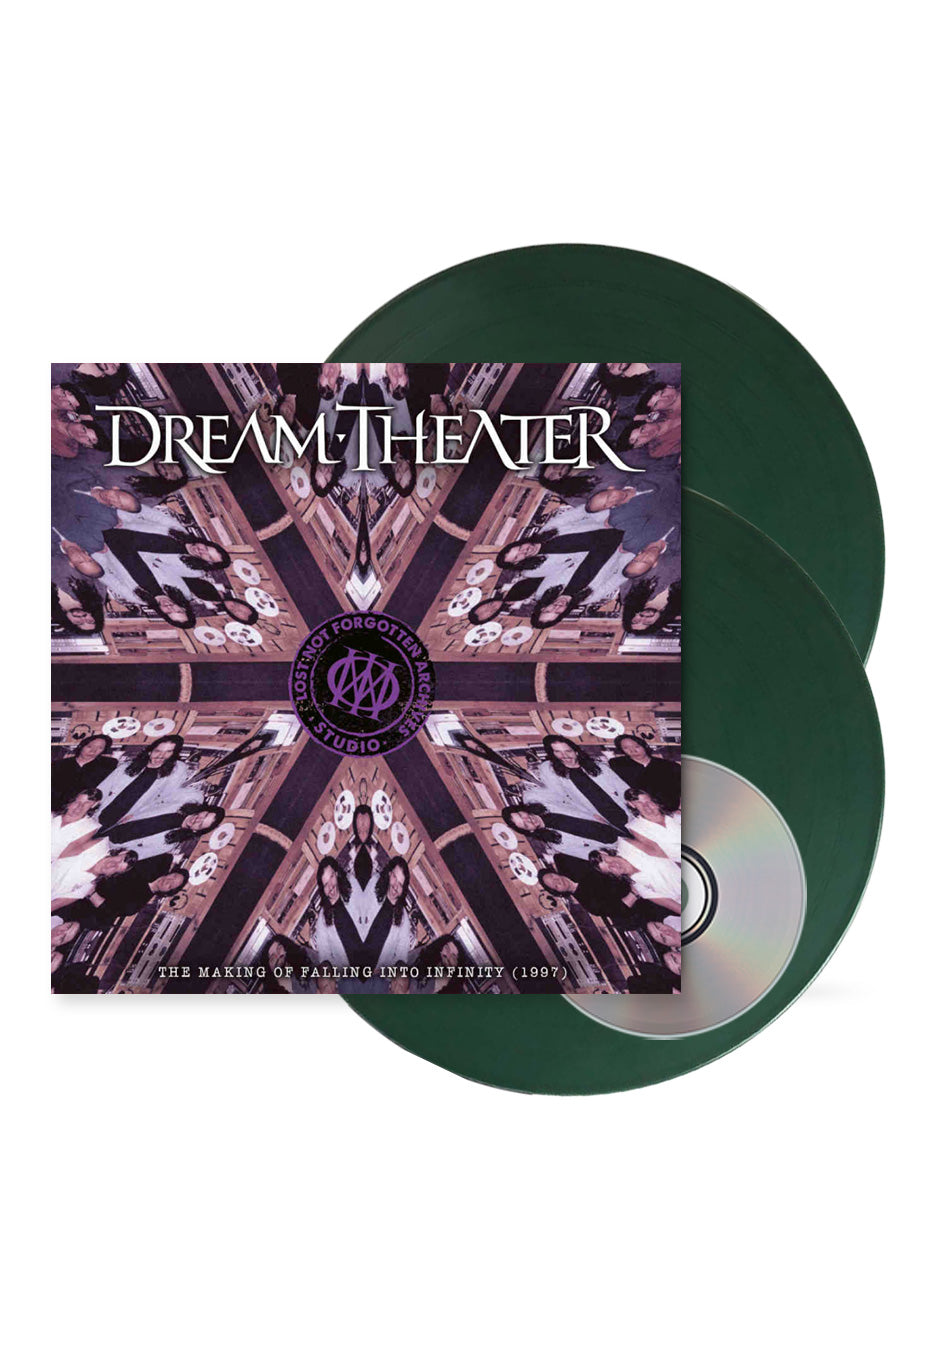 DREAM·THEATER
LOST NOT FORGOTTEN ARCHIVES
· STUDIO ·
THE MAKING OF FALLING INTO INFINITY (1997)